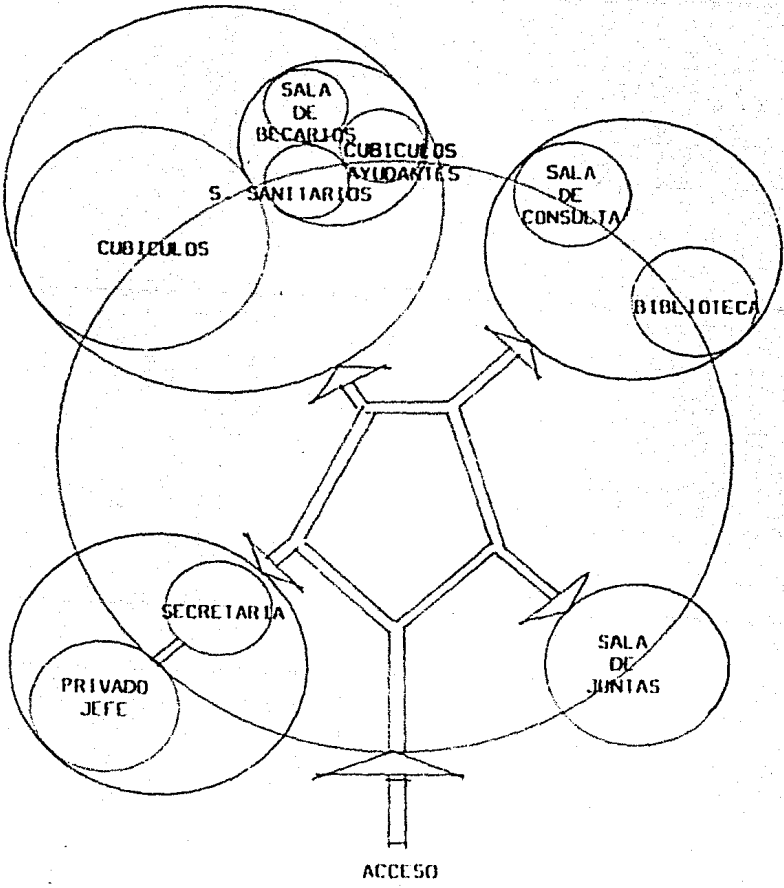 SALA
DE
BECARIOS
CUBICULOS
AYUDANTES
S. SANITARIOS
CUBICULOS
SALA
DE
CONSULTA
BIBLIOTECA
SECRETARIA
PRIVADO
JEFE
SALA
DE
JUNTAS
ACCESO